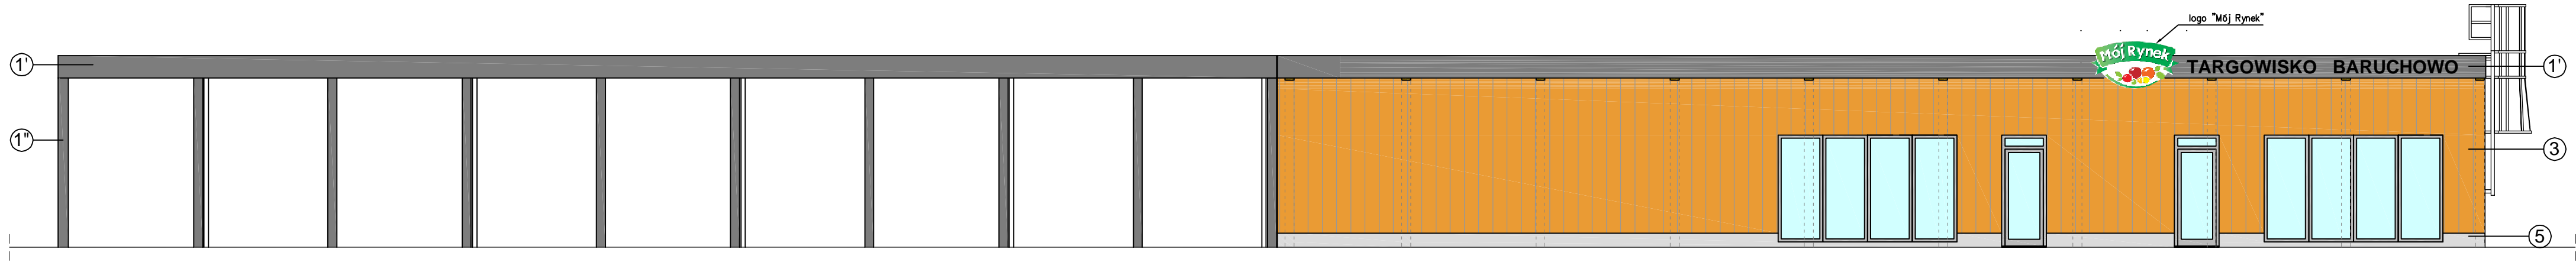 logo "Mój Rynek"
Mój Rynek
1'
TARGOWISKO BARUCHOWO
1'
1"
3
5